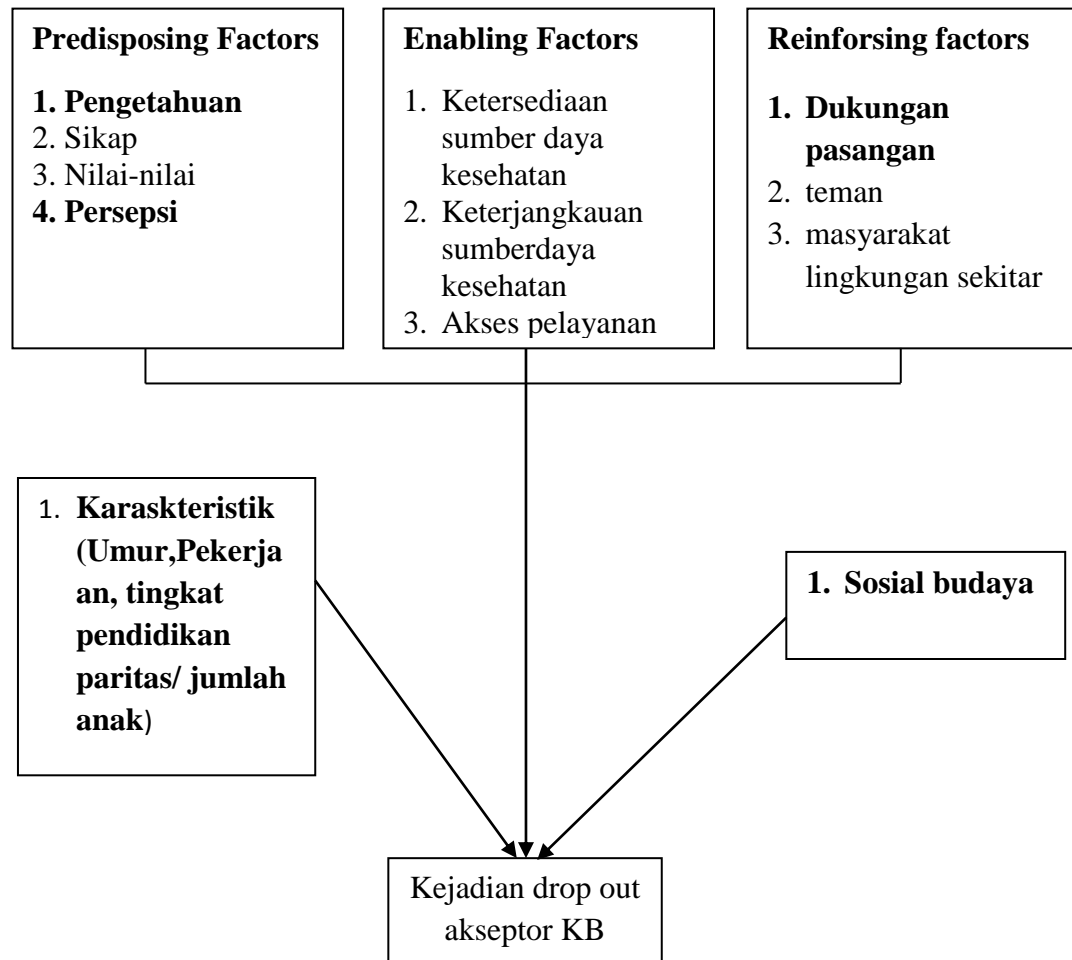 Predisposing Factors
1. Pengetahuan
2. Sikap
3. Nilai-nilai
4. Persepsi
Enabling Factors
1. Ketersediaan
sumber daya
kesehatan
2. Keterjangkauan
sumberdaya
kesehatan
3. Akses pelayanan
Reinforsing factors
1. Dukungan
pasangan
2. teman
3. masyarakat
lingkungan sekitar
1. Karaskteristik
(Umur,Pekerja
an, tingkat
pendidikan
paritas/ jumlah
anak)
1. Sosial budaya
Kejadian drop out
akseptor KB